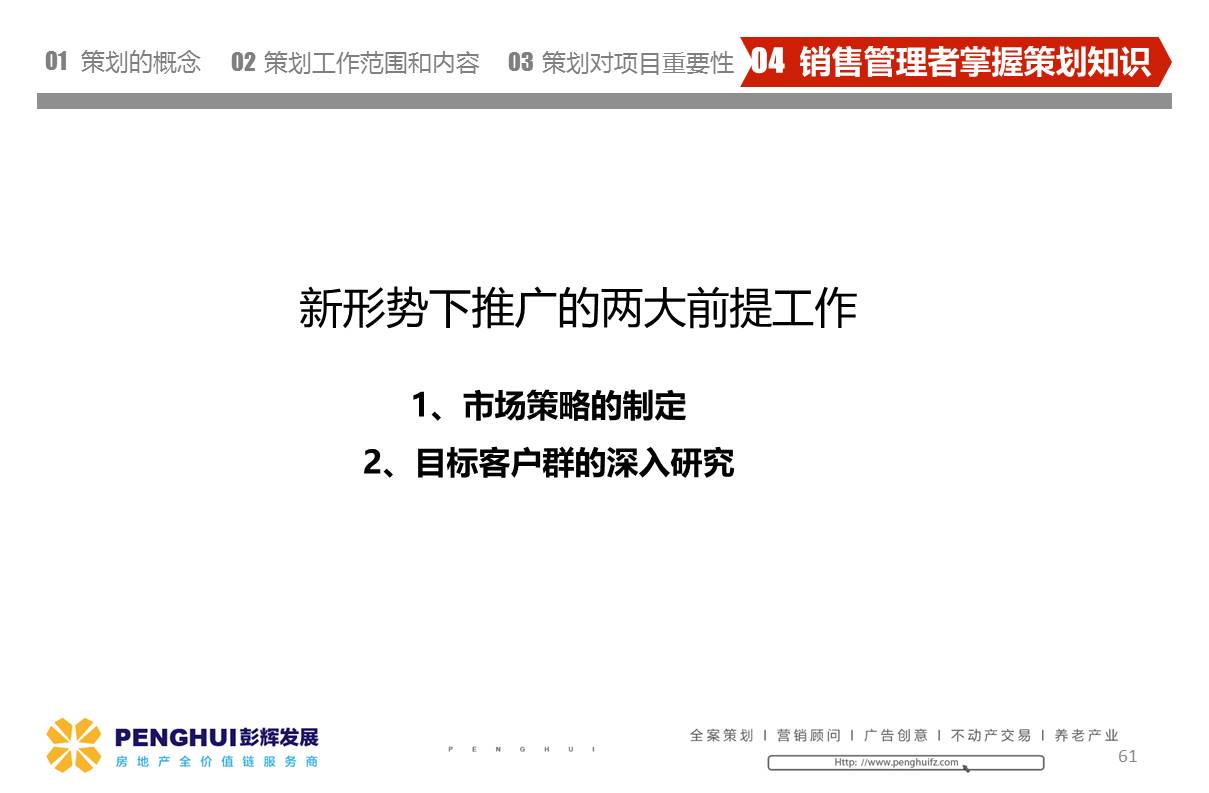 01 策划的概念 02 策划工作范围和内容 03 策划对项目重要性 04 销售管理者掌握策划知识
新形势下推广的两大前提工作
1、市场策略的制定
2、目标客户群的深入研究
PENGHUI彭辉发展
房地产全价值链服务商
PENGHUI
全案策划 I 营销顾问 I 广告创意 I 不动产交易 I 养老产业
Http: //www.penghuifz.com
61